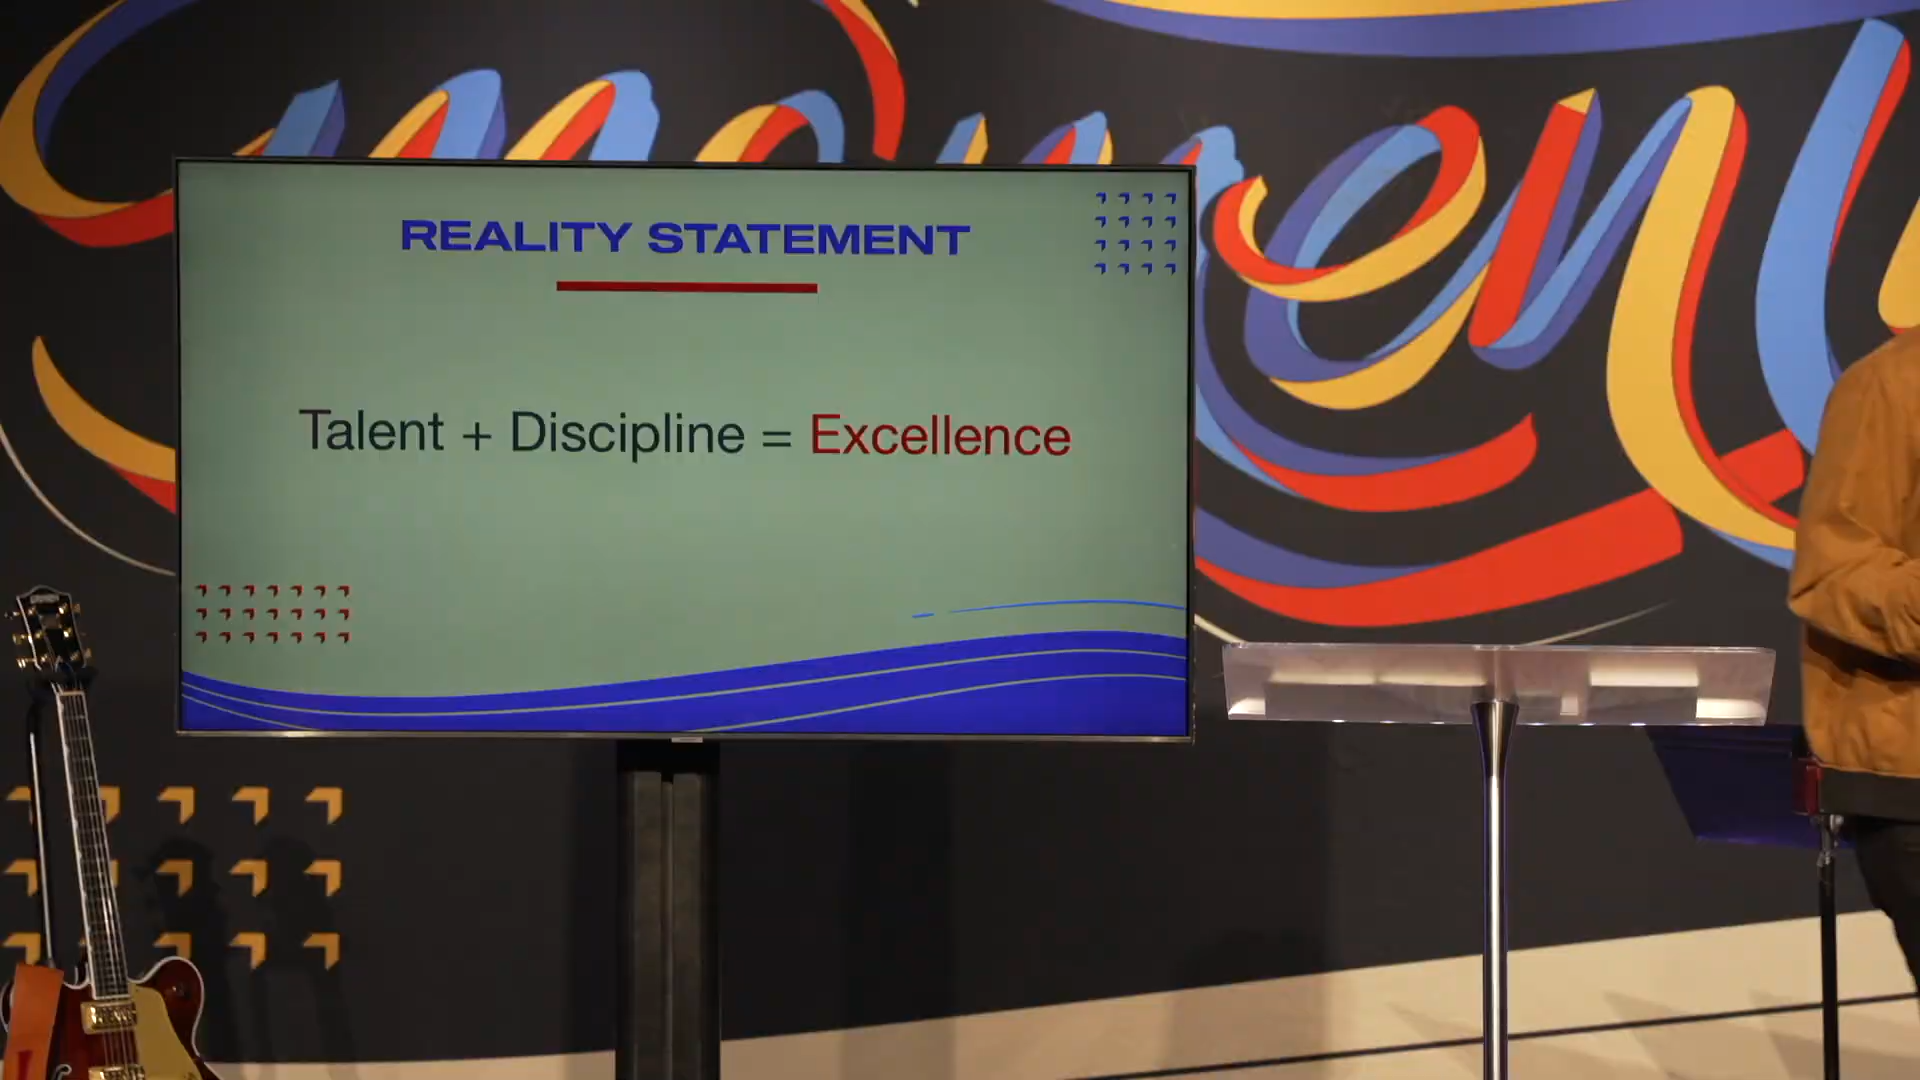 REALITY STATEMENT
Talent + Discipline = Excellence